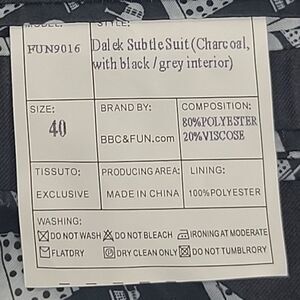 MODEL: STYLE:
FUN9016 Dalek Subtle Suit (Charcoal,
with black / grey interior)
SIZE: BRAND BY: COMPOSITION:
40 BBC&FUN.com 80%POLYESTER
20%VISCOSE
TISSUTO: PRODUCING AREA: LINING:
EXCLUSIVE MADE IN CHINA 100%POLYESTER
WASHING:
DO NOT WASH DO NOT BLEACH IRONING AT MODERATE
FLATDRY DRY CLEAN ONLY DO NOT TUMBLRORY